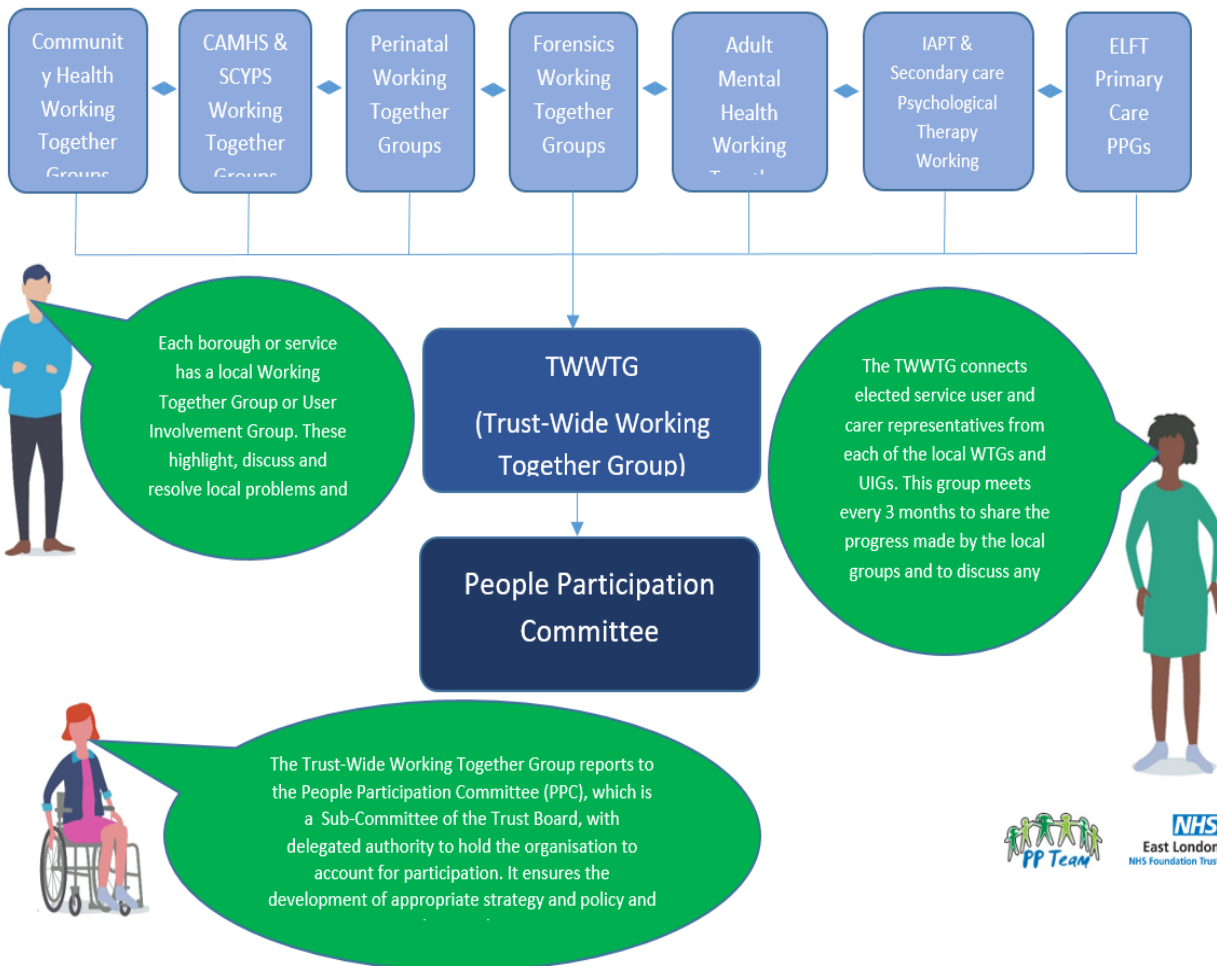 Communit
y Health
Working
Together
Groups
CAMHS &
SCYPS
Working
Together
Groups
Perinatal
Working
Together
Groups
Forensics
Working
Together
Groups
Adult
Mental
Health
Working
Together
IAPT &
Secondary care
Psychological
Therapy
Working
ELFT
Primary
Care
PPGs
Each borough or service
has a local Working
Together Group or User
Involvement Group. These
highlight, discuss and
resolve local problems and
TWWTG
(Trust-Wide Working
Together Group)
The TWWTG connects
elected service user and
carer representatives from
each of the local WTGs and
UIGs. This group meets
every 3 months to share the
progress made by the local
groups and to discuss any
People Participation
Committee
The Trust-Wide Working Together Group reports to
the People Participation Committee (PPC), which is
a Sub-Committee of the Trust Board, with
delegated authority to hold the organisation to
account for participation. It ensures the
development of appropriate strategy and policy and
PP Team
NHS
East London
NHS Foundation Trust